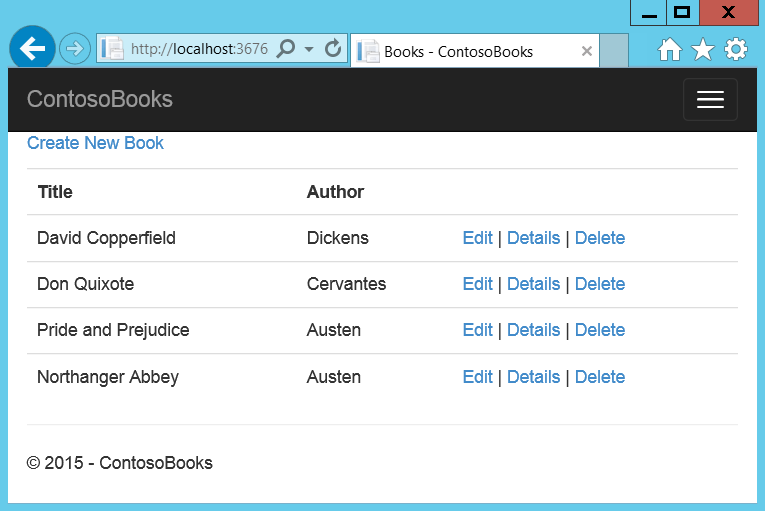 http://localhost:3676
Books - ContosoBooks
ContosoBooks
Create New Book
Title Author
David Copperfield Dickens Edit | Details | Delete
Don Quixote Cervantes Edit | Details | Delete
Pride and Prejudice Austen Edit | Details | Delete
Northanger Abbey Austen Edit | Details | Delete
© 2015 - ContosoBooks